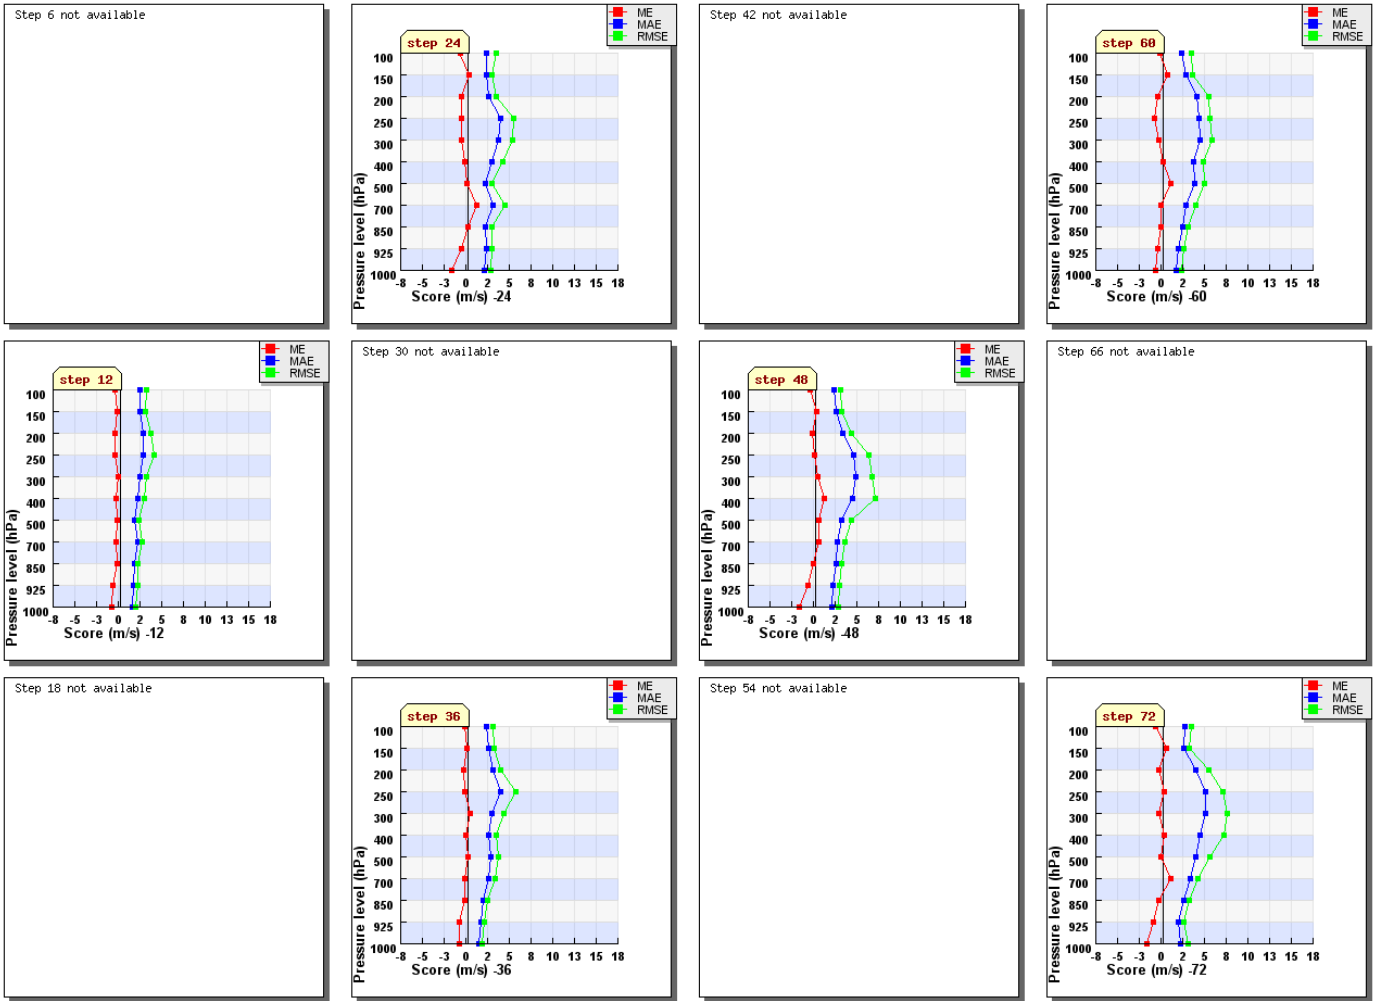 Step 6 not available
ME
MAE
RMSE
step 24
100
150
200
250
300
400
500
700
850
925
1000
Pressure level (hPa)
-8 -5 -3 0 2 5 8 10 13 15 18
Score (m/s) -24
Step 42 not available
ME
MAE
RMSE
step 60
100
150
200
250
300
400
500
700
850
925
1000
Pressure level (hPa)
-8 -5 -3 0 2 5 8 10 13 15 18
Score (m/s) -60
ME
MAE
RMSE
step 12
100
150
200
250
300
400
500
700
850
925
1000
Pressure level (hPa)
-8 -5 -3 0 2 5 8 10 13 15 18
Score (m/s) -12
Step 30 not available
ME
MAE
RMSE
step 48
100
150
200
250
300
400
500
700
850
925
1000
Pressure level (hPa)
-8 -5 -3 0 2 5 8 10 13 15 18
Score (m/s) -48
Step 66 not available
Step 18 not available
ME
MAE
RMSE
step 36
100
150
200
250
300
400
500
700
850
925
1000
Pressure level (hPa)
-8 -5 -3 0 2 5 8 10 13 15 18
Score (m/s) -36
Step 54 not available
ME
MAE
RMSE
step 72
100
150
200
250
300
400
500
700
850
925
1000
Pressure level (hPa)
-8 -5 -3 0 2 5 8 10 13 15 18
Score (m/s) -72